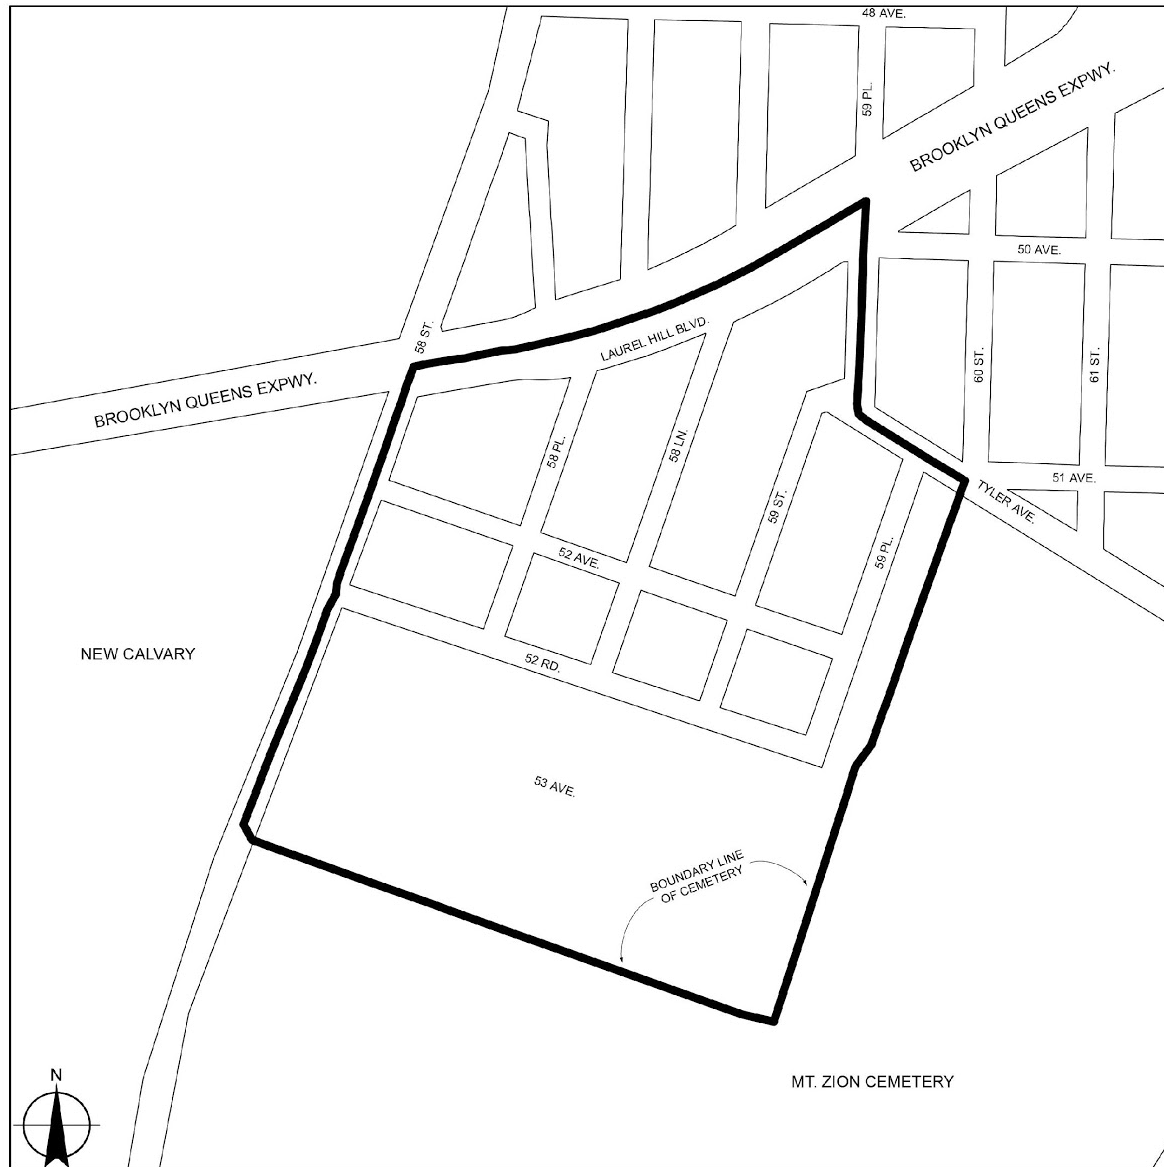 48 AVE.
59 PL.
BROOKLYN QUEENS EXPWY.
50 AVE.
58 ST.
LAUREL HILL BLVD.
60 ST.
61 ST.
BROOKLYN QUEENS EXPWY.
58 PL.
58 LN.
51 AVE.
TYLER AVE.
59 ST.
59 PL.
52 AVE.
NEW CALVARY
52 RD.
53 AVE.
BOUNDARY LINE
OF CEMETERY
N
MT. ZION CEMETERY